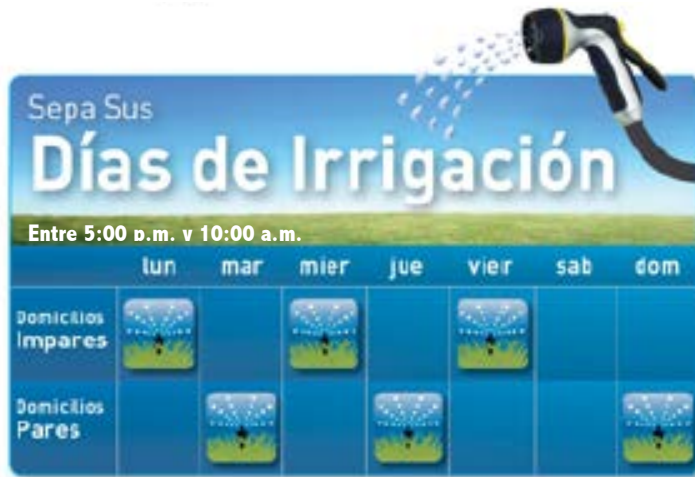 Sepa Sus
Días de Irrigación
Entre 5:00 p.m. y 10:00 a.m.
lun mar mier jue vier sab dom
Domicilios
Impares
Domicilios
Pares